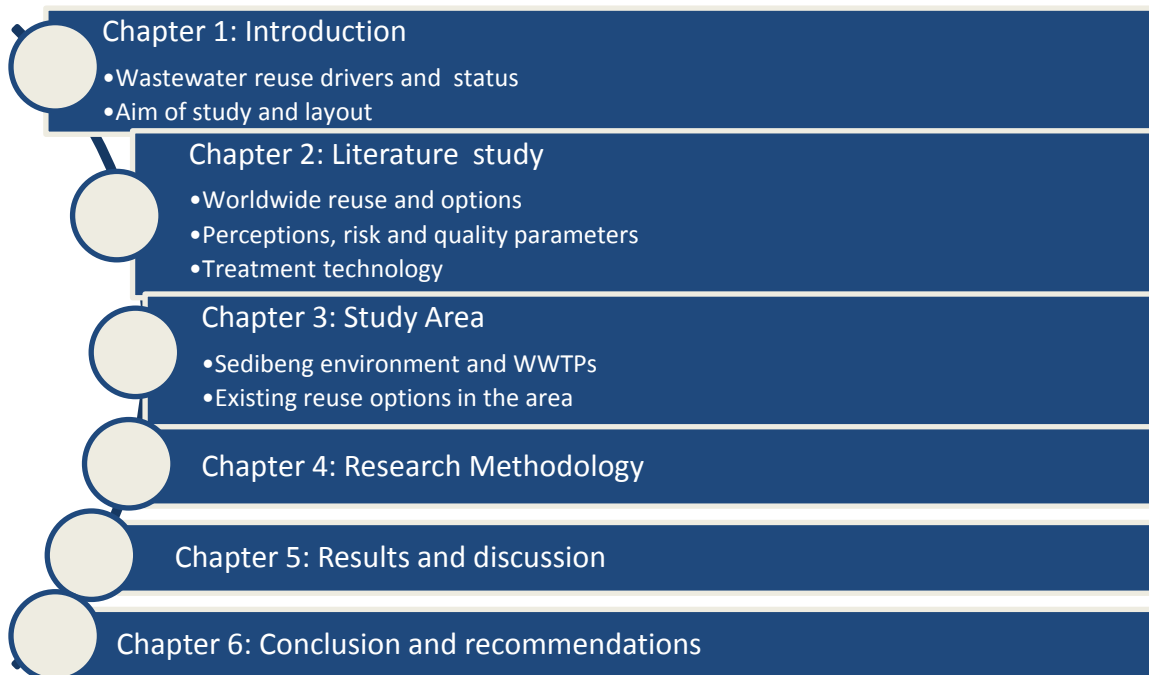 Chapter 1: Introduction
•Wastewater reuse drivers and status
•Aim of study and layout
Chapter 2: Literature study
•Worldwide reuse and options
•Perceptions, risk and quality parameters
•Treatment technology
Chapter 3: Study Area
•Sedibeng environment and WWTPs
•Existing reuse options in the area
Chapter 4: Research Methodology
Chapter 5: Results and discussion
Chapter 6: Conclusion and recommendations